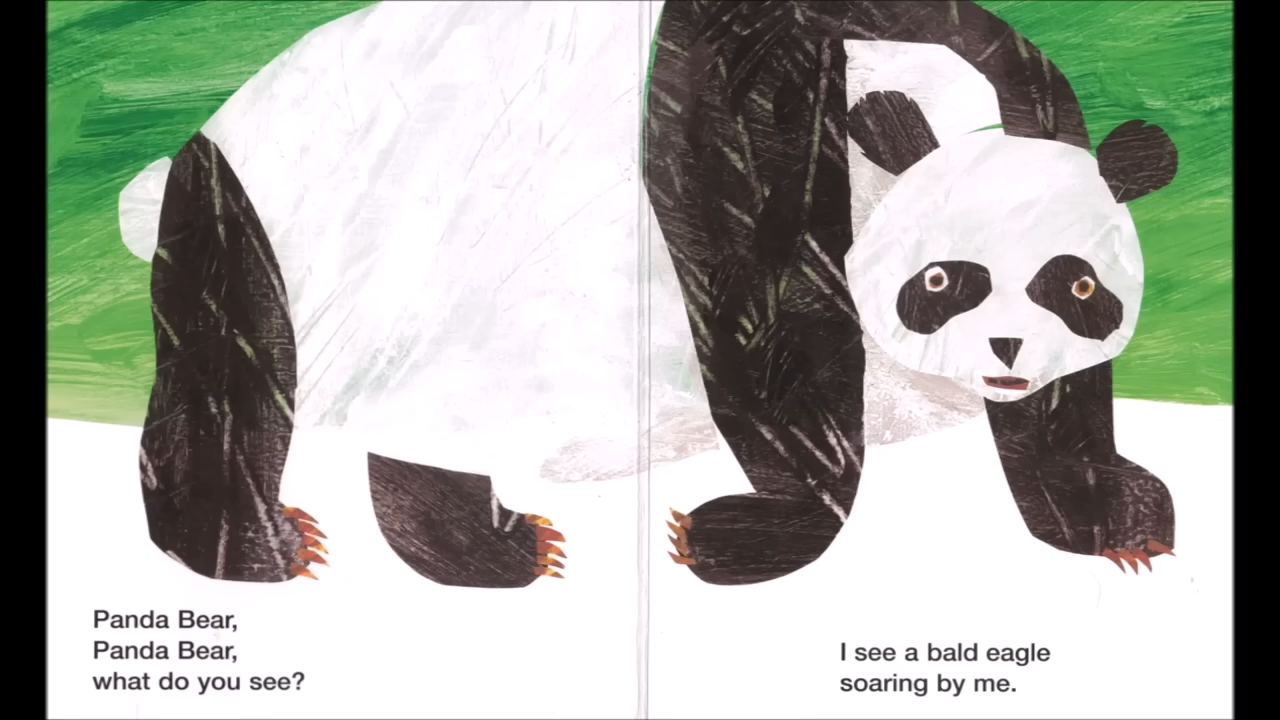 Panda Bear,
Panda Bear,
what do you see?
I see a bald eagle
soaring by me.